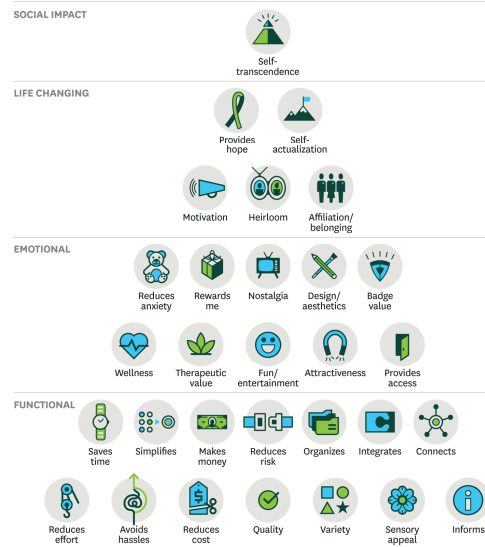 SOCIAL IMPACT
Self-
transcendence
LIFE CHANGING
Provides
hope
Self-
actualization
Motivation
Heirloom
Affiliation/
belonging
EMOTIONAL
Reduces
anxiety
Rewards
me
Nostalgia
Design/
aesthetics
Badge
value
Wellness
Therapeutic
value
Fun/
entertainment
Attractiveness
Provides
access
FUNCTIONAL
Saves
time
Simplifies
Makes
money
Reduces
risk
Organizes
Integrates
Connects
Reduces
effort
Avoids
hassles
$
Reduces
cost
Quality
Variety
Sensory
appeal
i
Informs